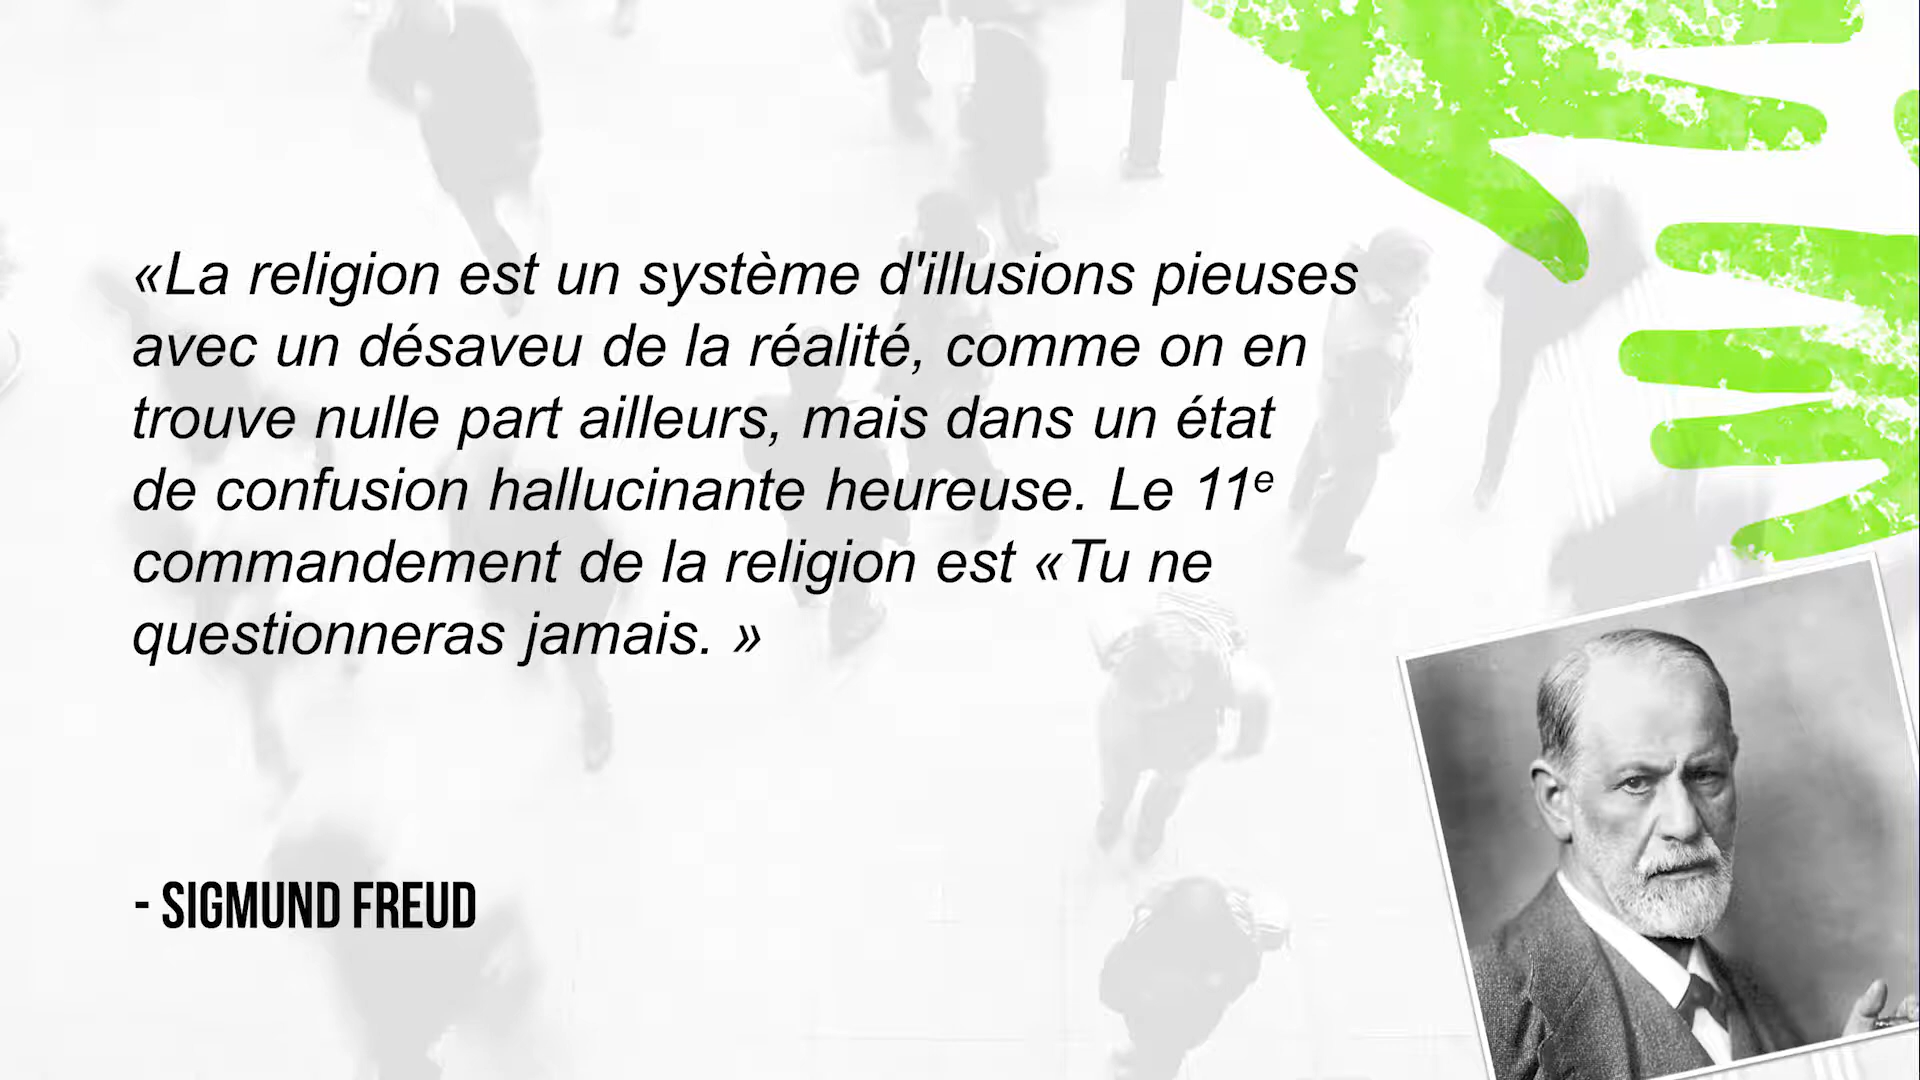 «La religion est un système d'illusions pieuses
avec un désaveu de la réalité, comme on en
trouve nulle part ailleurs, mais dans un état
de confusion hallucinante heureuse. Le 11ᵉ
commandement de la religion est «Tu ne
questionneras jamais. »
- SIGMUND FREUD